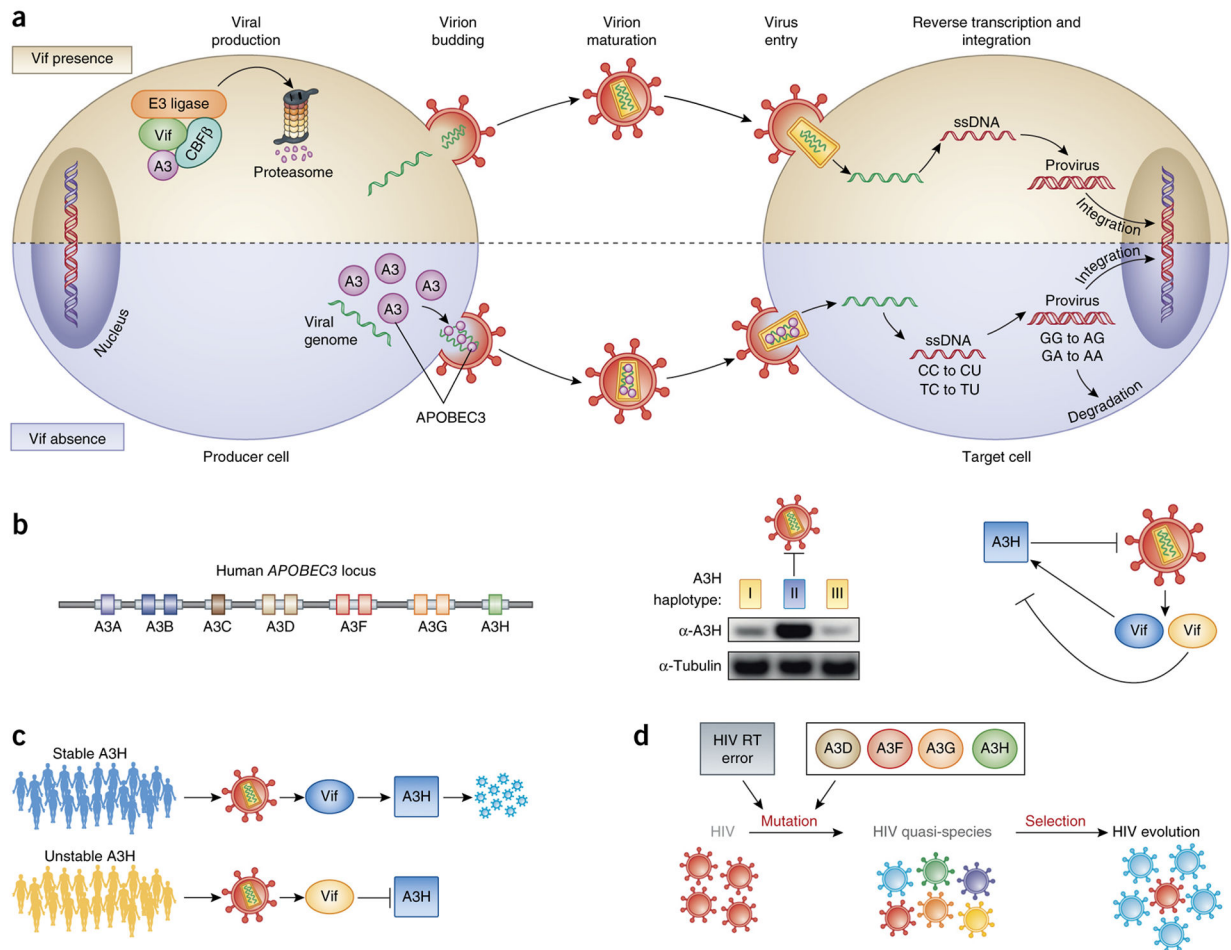 a
Vif presence
Viral
production
Virion
budding
Virion
maturation
Virus
entry
Reverse transcription and
integration
E3 ligase
Vif
CBFβ
A3
Proteasome
ssDNA
Provirus
Integration
Nucleus
A3
A3
A3
A3
Viral
genome
APOBEC3
Integration
Provirus
GG to AG
GA to AA
ssDNA
CC to CU
TC to TU
Degradation
Vif absence
Producer cell
Target cell
b
Human APOBEC3 locus
A3A
A3B
A3C
A3D
A3F
A3G
A3H
A3H
haplotype:
I
II
III
α-A3H
α-Tubulin
A3H
Vif
Vif
c
Stable A3H
Vif
A3H
Unstable A3H
Vif
A3H
d
HIV RT
error
A3D
A3F
A3G
A3H
HIV
Mutation
HIV quasi-species
Selection
HIV evolution